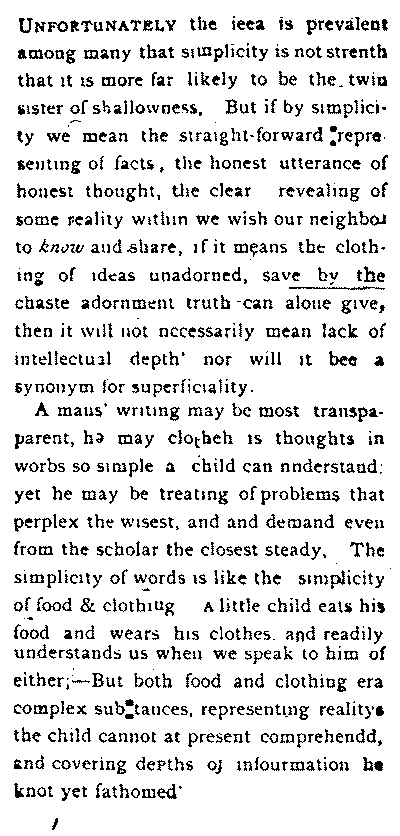 UNFORTUNATELY the ieea is prevalent
among many that simplicity is not strenth
that it is more far likely to be the twin
sister of shallowness, But if by simplici-
ty we mean the straight-forward repre-
senting of facts, the honest utterance of
honest thought, the clear revealing of
some reality within we wish our neighbor
to know and share, if it means the cloth-
ing of ideas unadorned, save by the
chaste adornment truth can alone give,
then it will not necessarily mean lack of
intellectual depth' nor will it bee a
synonym for superficiality.
A mans' writing may be most transpa-
parent, he may clotheh is thoughts in
worbs so simple a child can nnderstand;
yet he may be treating of problems that
perplex the wisest, and and demand even
from the scholar the closest steady, The
simplicity of words is like the simplicity
of food & clothing A little child eats his
food and wears his clothes. and readily
understands us when we speak to him of
either;—But both food and clothing era
complex substances, representing realitys
the child cannot at present comprehendd,
and covering depths of infourmation he
knot yet fathomed'